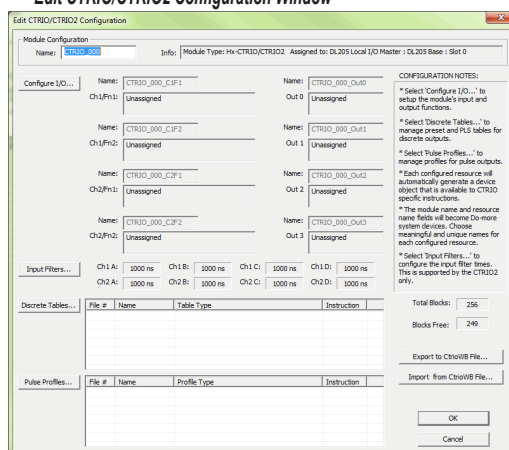 Edit CTRIO/CTRIO2 Configuration Window
Edit CTRIO/CTRIO2 Configuration
Module Configuration
Name: CTRIO_000 Info: Module Type: Hx-CTRIO/CTRIO2 Assigned to: DL205 Local I/O Master : DL205 Base : Slot 0
Configure I/O...
Name: CTRIO_000_C1F1 Name: CTRIO_000_Out0
Ch1/Fn1: Unassigned Out 0 Unassigned
Name: CTRIO_000_C1F2 Name: CTRIO_000_Out1
Ch1/Fn2: Unassigned Out 1 Unassigned
Name: CTRIO_000_C2F1 Name: CTRIO_000_Out2
Ch2/Fn1: Unassigned Out 2 Unassigned
Name: CTRIO_000_C2F2 Name: CTRIO_000_Out3
Ch2/Fn2: Unassigned Out 3 Unassigned
Input Filters...
Ch1 A: 1000 ns Ch1 B: 1000 ns Ch1 C: 1000 ns Ch1 D: 1000 ns
Ch2 A: 1000 ns Ch2 B: 1000 ns Ch2 C: 1000 ns Ch2 D: 1000 ns
Discrete Tables... File # Name Table Type Instruction
Pulse Profiles... File # Name Profile Type Instruction
CONFIGURATION NOTES:
* Select 'Configure I/O...' to
setup the module's input and
output functions.
* Select 'Discrete Tables...' to
manage preset and PLS tables for
discrete outputs.
* Select 'Pulse Profiles...' to
manage profiles for pulse outputs.
* Each configured resource will
automatically generate a device
object that is available to CTRIO
specific instructions.
* The module name and resource
name fields will become Do-more
system devices. Choose
meaningful and unique names for
each configured resource.
* Select 'Input Filters...' to
configure the input filter times.
This is supported by the CTRIO2
only.
Total Blocks: 256
Blocks Free: 249
Export to CtrioWB File...
Import from CtrioWB File...
OK
Cancel